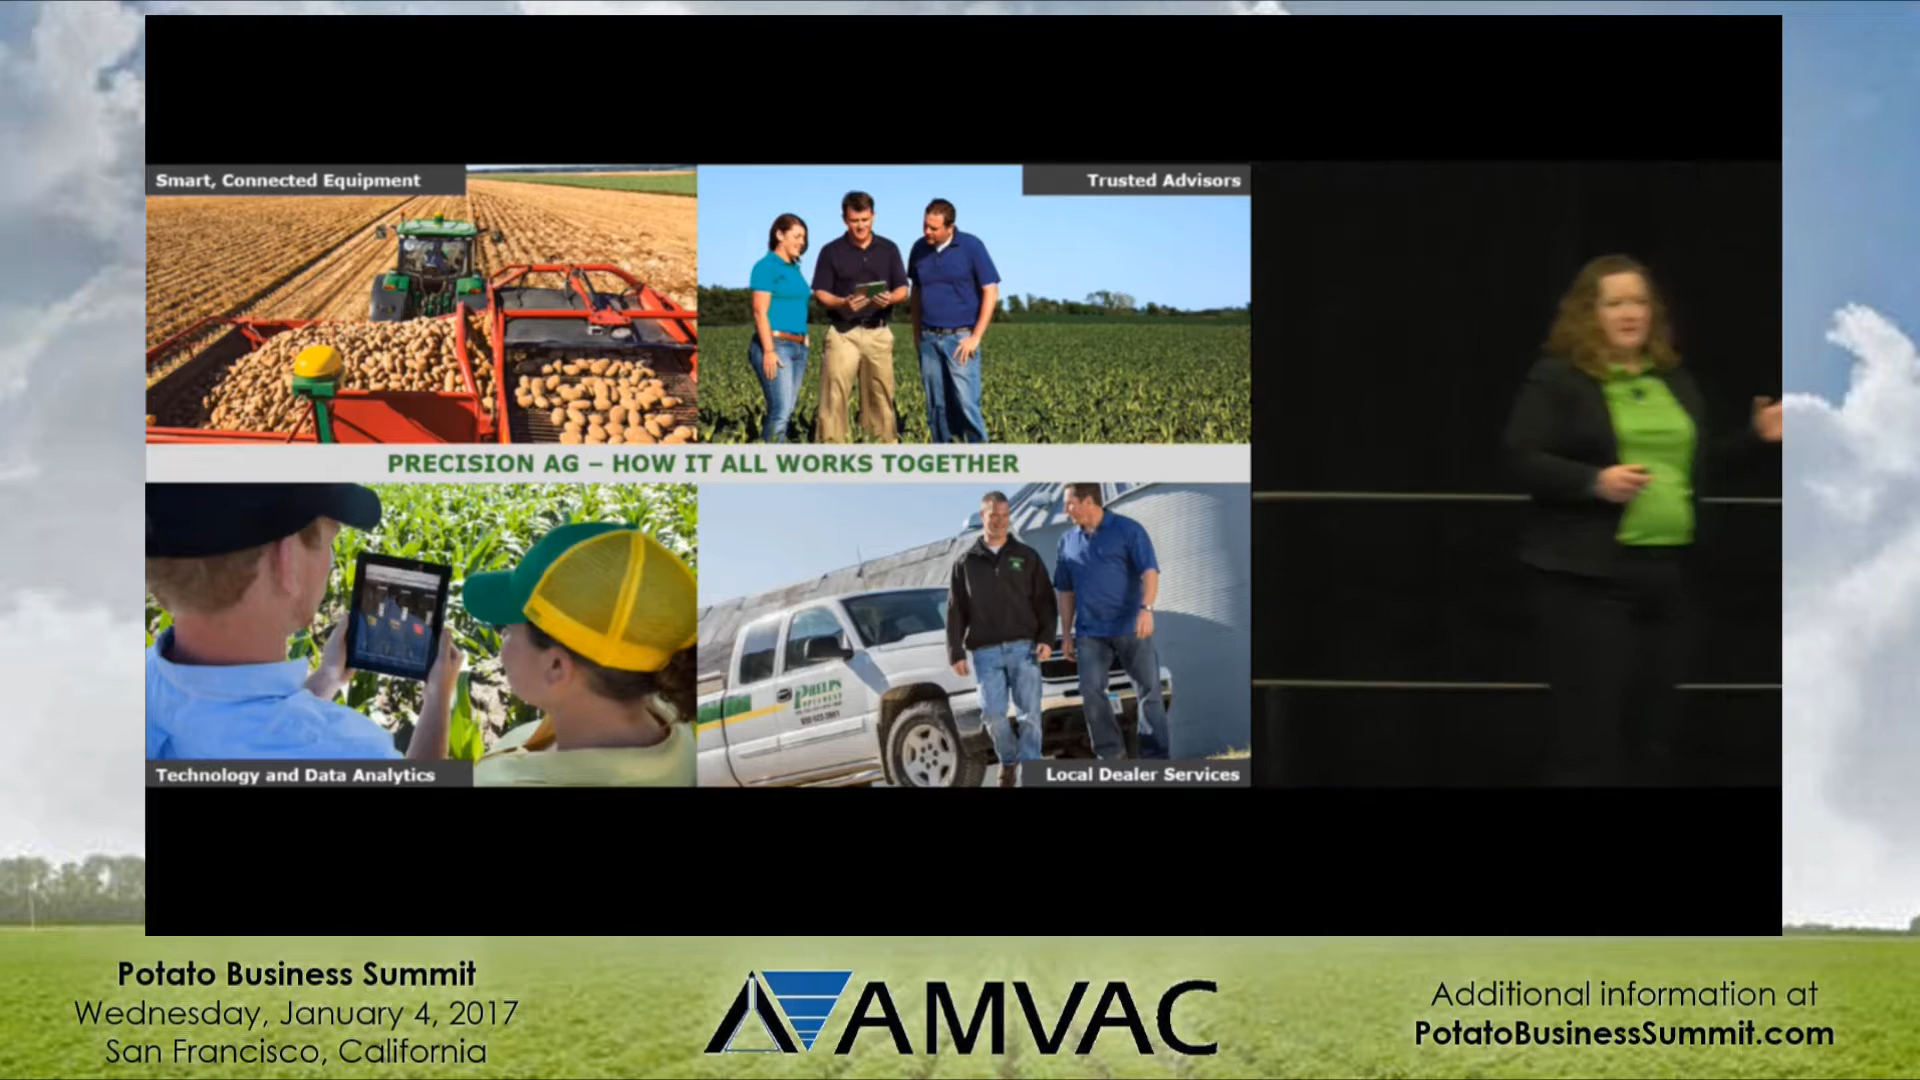 Smart, Connected Equipment
Trusted Advisors
PRECISION AG – HOW IT ALL WORKS TOGETHER
PHELPS
Technology and Data Analytics
Local Dealer Services
Potato Business Summit
Wednesday, January 4, 2017
San Francisco, California
AMVAC
Additional information at
PotatoBusinessSummit.com